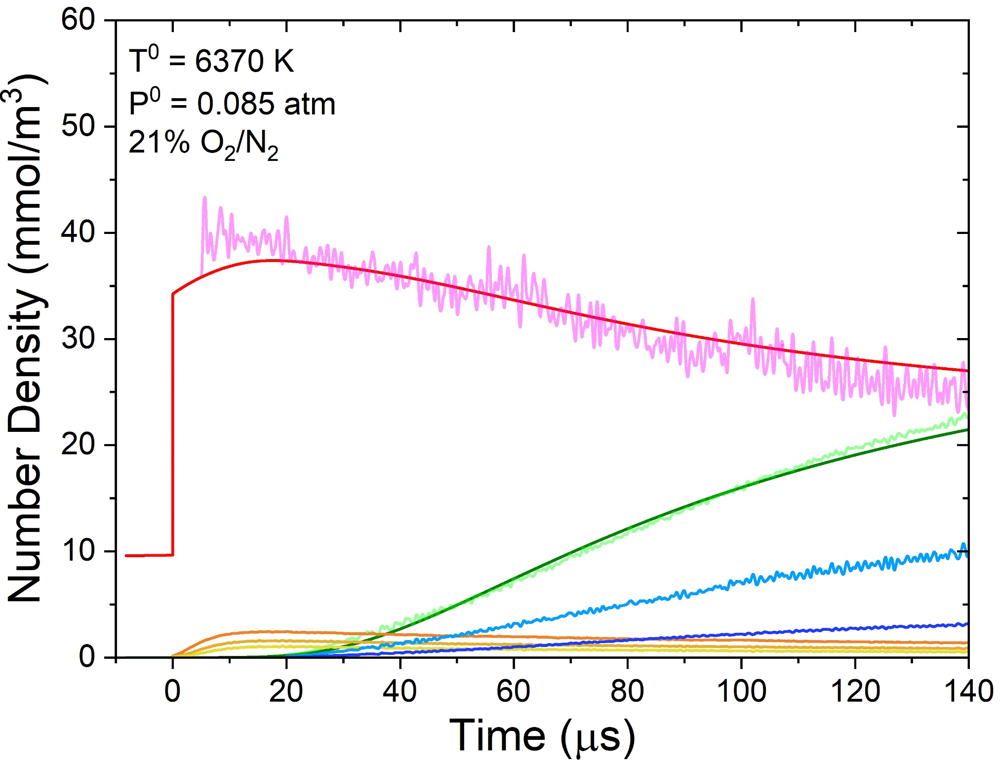 60
50
40
30
20
10
0
Number Density (mmol/m³)
T⁰ = 6370 K
P⁰ = 0.085 atm
21% O₂/N₂
0 20 40 60 80 100 120 140
Time (μs)